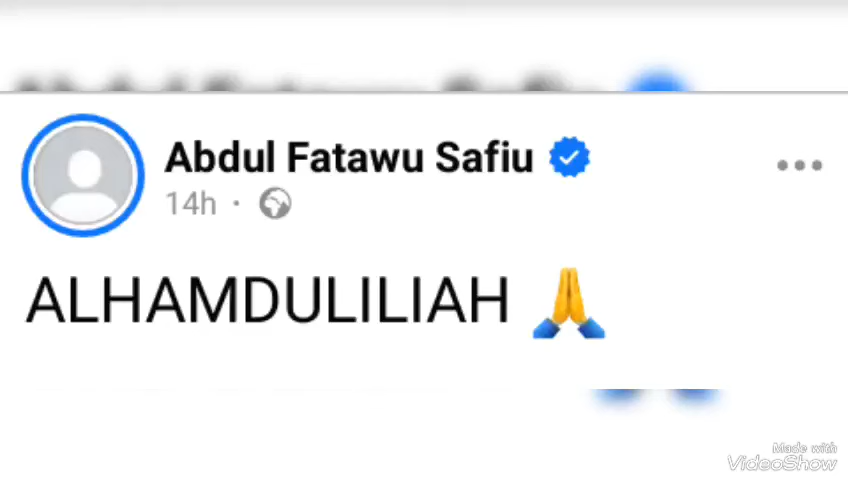 Abdul Fatawu Safiu
14h ·
ALHAMDULILIAH 🙏
Made with
VideoShow